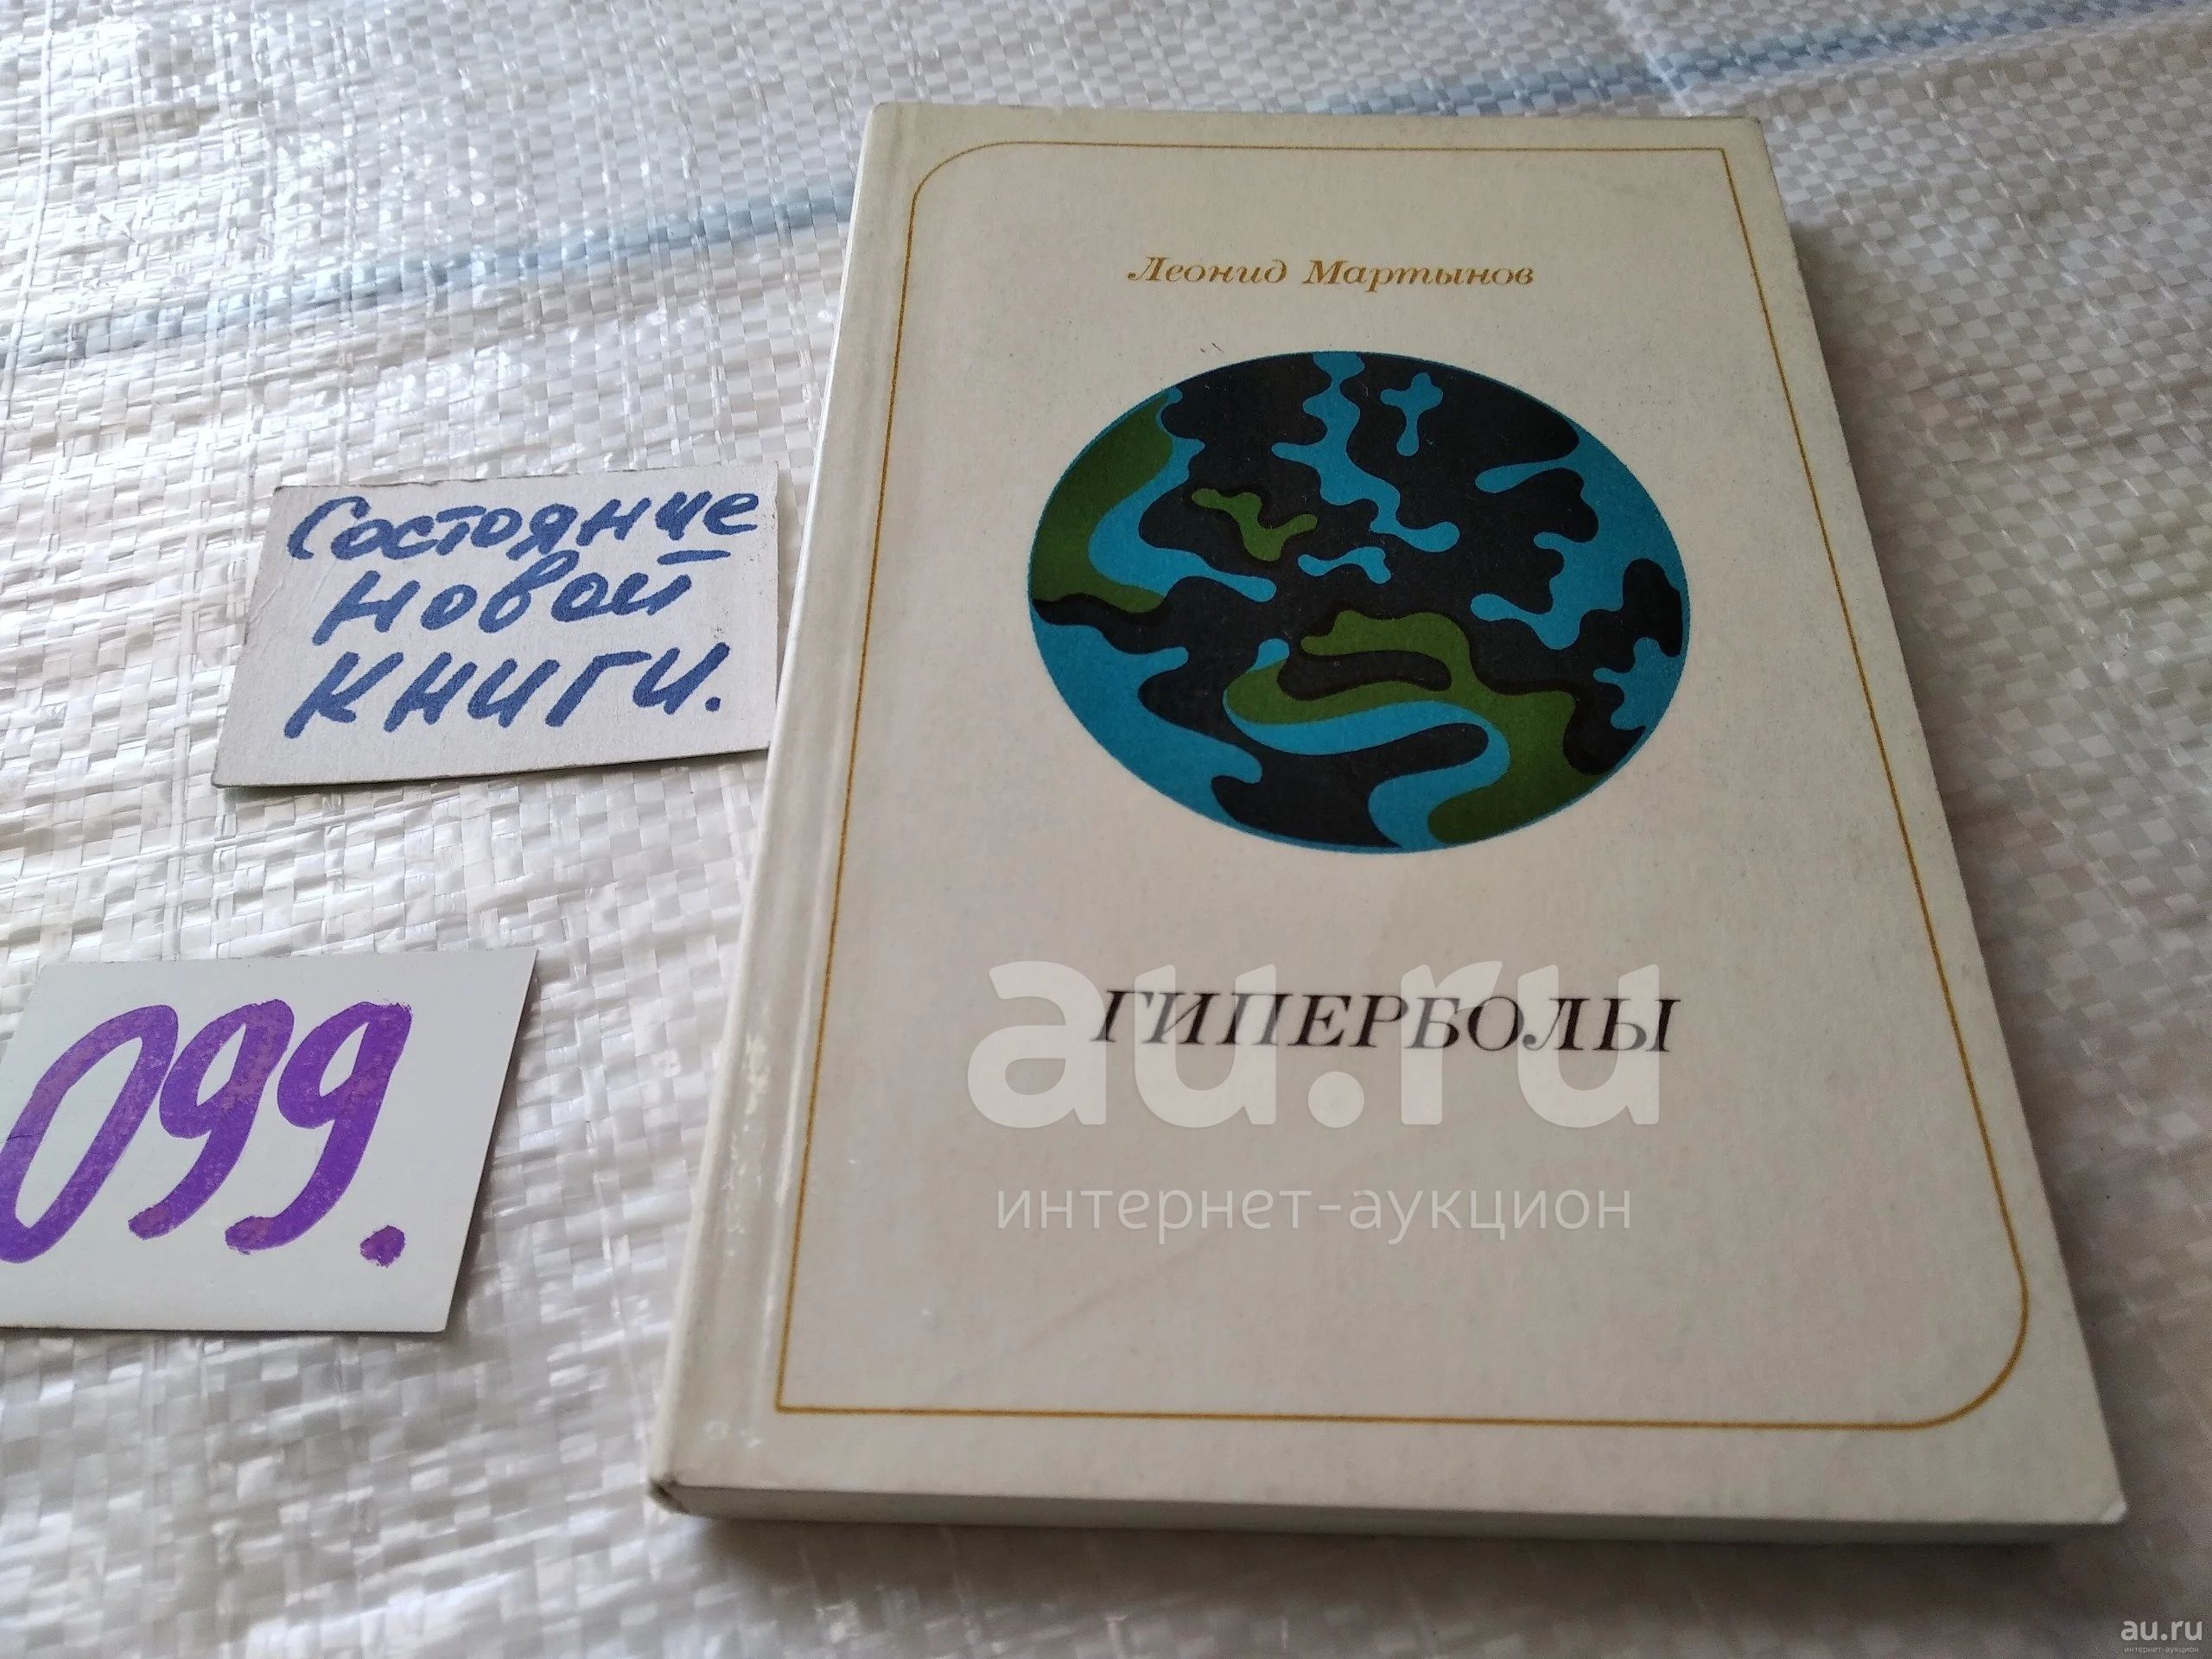 Леонид Мартынов
Состояние
новой
книги.
ГИПЕРБОЛЫ
au.ru
интернет-аукцион
099.
au.ru
интернет-аукцион